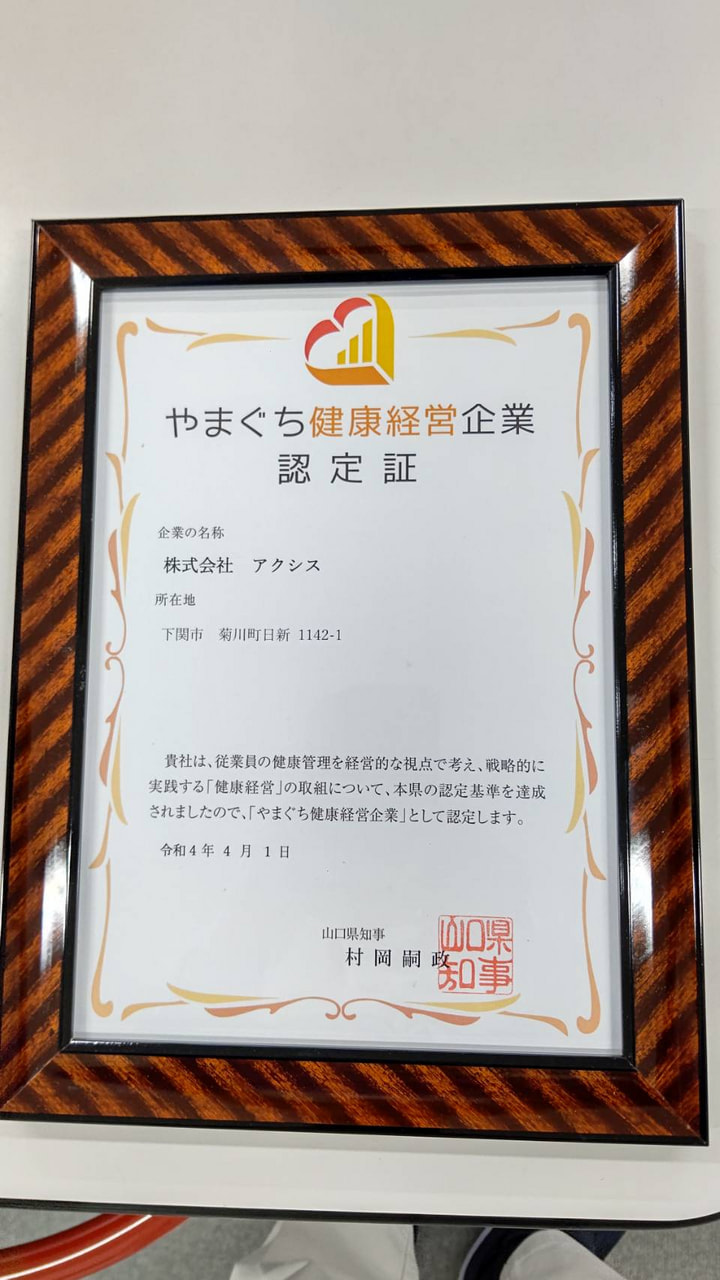 やまぐち健康経営企業
認定証
企業の名称
株式会社 アクシス
所在地
下関市 菊川町日新 1142-1
貴社は、従業員の健康管理を経営的な視点で考え、戦略的に
実践する「健康経営」の取組について、本県の認定基準を達成
されましたので、「やまぐち健康経営企業」として認定します。
令和4年 4月 1日
山口県知事
村岡嗣政
山口県
知事